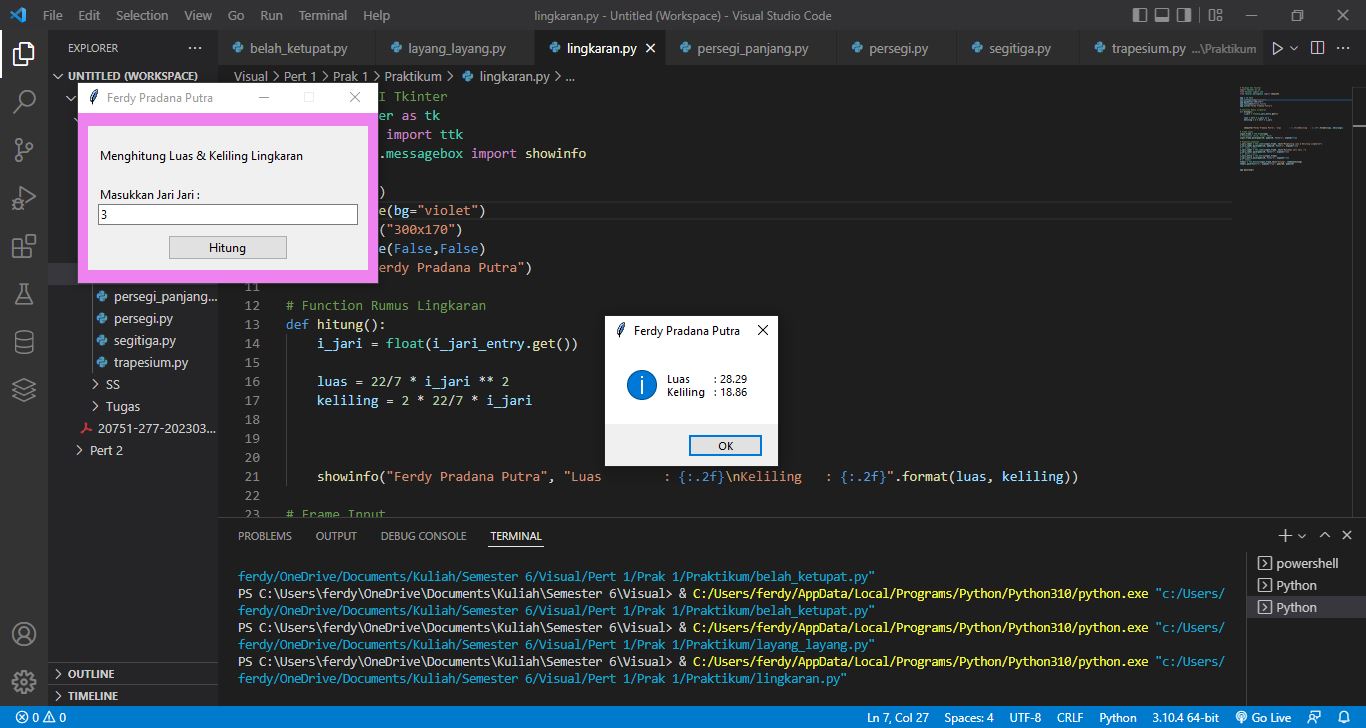 File Edit Selection View Go Run Terminal Help lingkaran.py - Untitled (Workspace) - Visual Studio Code
EXPLORER
UNTITLED (WORKSPACE)
persegi_panjang...
persegi.py
segitiga.py
trapesium.py
SS
Tugas
20751-277-202303...
Pert 2
OUTLINE
TIMELINE
belah_ketupat.py layang_layang.py lingkaran.py persegi_panjang.py persegi.py segitiga.py trapesium.py ...\Praktikum
Visual > Pert 1 > Prak 1 > Praktikum > lingkaran.py > ...
Ferdy Pradana Putra
Menghitung Luas & Keliling Lingkaran
Masukkan Jari Jari :
3
Hitung
I Tkinter
er as tk
import ttk
.messagebox import showinfo
)
e(bg="violet")
("300x170")
e(False,False)
erdy Pradana Putra")
11
12 # Function Rumus Lingkaran
13 def hitung():
14 i_jari = float(i_jari_entry.get())
15
16 luas = 22/7 * i_jari ** 2
17 keliling = 2 * 22/7 * i_jari
18
19
20
21 showinfo("Ferdy Pradana Putra", "Luas : {:.2f}\nKeliling : {:.2f}".format(luas, keliling))
22
23 # Frame Input
Ferdy Pradana Putra
Luas : 28.29
Keliling : 18.86
OK
PROBLEMS OUTPUT DEBUG CONSOLE TERMINAL
ferdy/OneDrive/Documents/Kuliah/Semester 6/Visual/Pert 1/Prak 1/Praktikum/belah_ketupat.py"
PS C:\Users\ferdy\OneDrive\Documents\Kuliah\Semester 6\Visual> & C:/Users/ferdy/AppData/Local/Programs/Python/Python310/python.exe "c:/Users/
ferdy/OneDrive/Documents/Kuliah/Semester 6/Visual/Pert 1/Prak 1/Praktikum/belah_ketupat.py"
PS C:\Users\ferdy\OneDrive\Documents\Kuliah\Semester 6\Visual> & C:/Users/ferdy/AppData/Local/Programs/Python/Python310/python.exe "c:/Users/
ferdy/OneDrive/Documents/Kuliah/Semester 6/Visual/Pert 1/Prak 1/Praktikum/layang_layang.py"
PS C:\Users\ferdy\OneDrive\Documents\Kuliah\Semester 6\Visual> & C:/Users/ferdy/AppData/Local/Programs/Python/Python310/python.exe "c:/Users/
ferdy/OneDrive/Documents/Kuliah/Semester 6/Visual/Pert 1/Prak 1/Praktikum/lingkaran.py"
powershell
Python
Python
0 0 Ln 7, Col 27 Spaces: 4 UTF-8 CRLF Python 3.10.4 64-bit Go Live